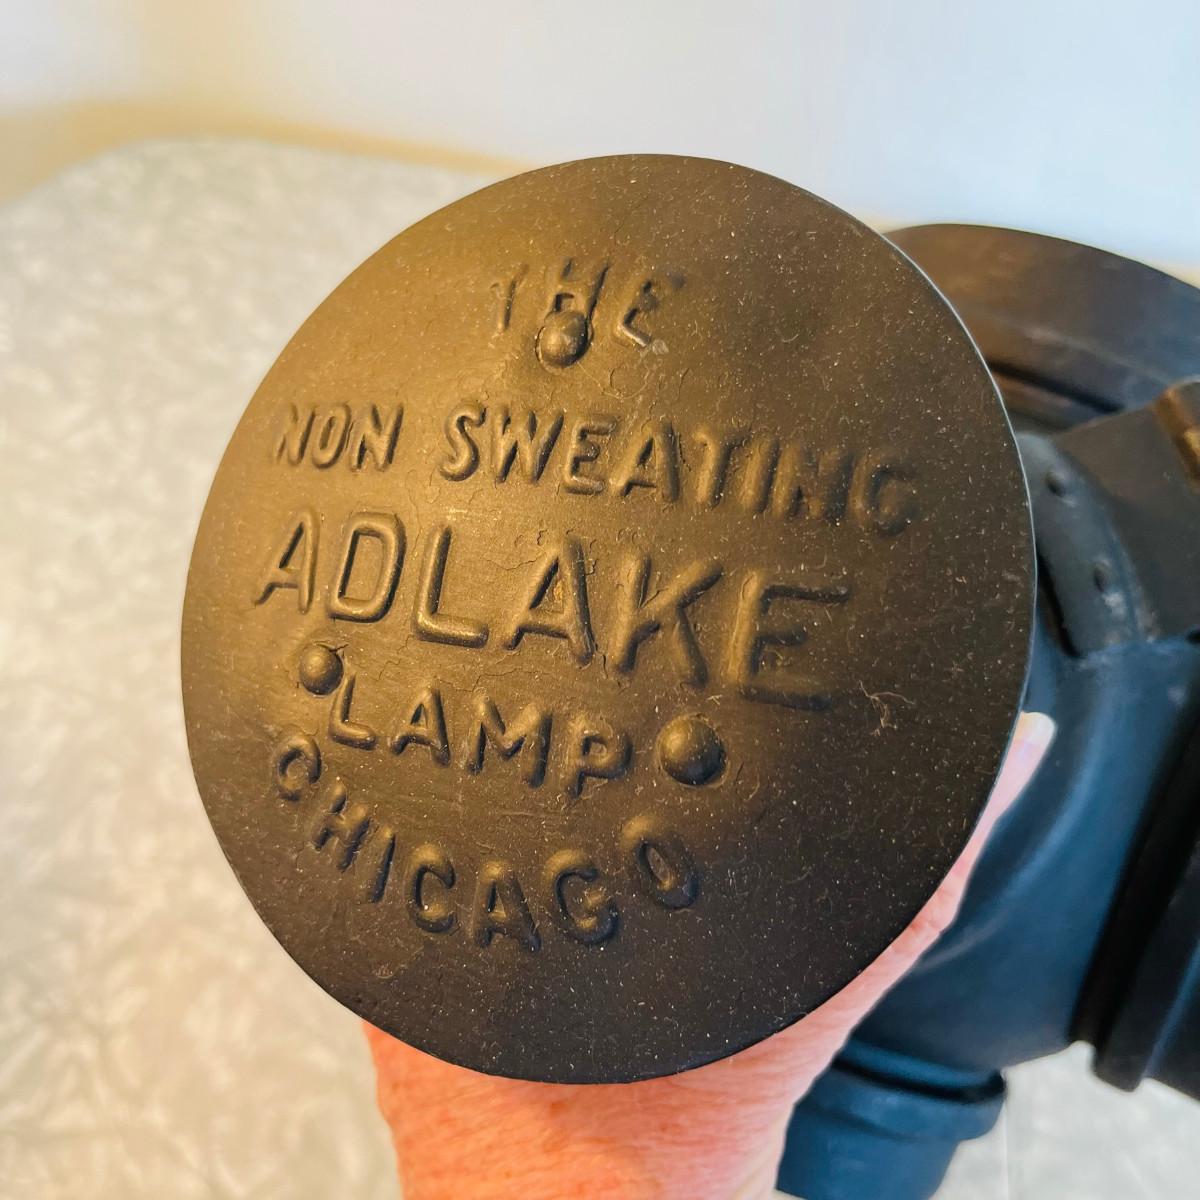 THE
NON SWEATING
ADLAKE
LAMP
CHICAGO